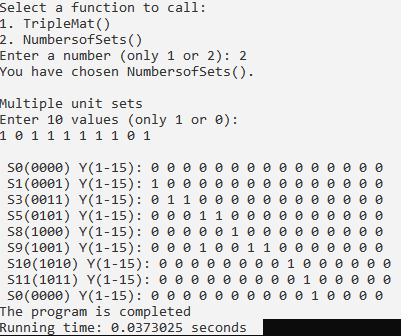 Select a function to call:
1. TripleMat()
2. NumbersofSets()
Enter a number (only 1 or 2): 2
You have chosen NumbersofSets().
Multiple unit sets
Enter 10 values (only 1 or 0):
1 0 1 1 1 1 1 1 0 1
S0(0000) Y(1-15): 0 0 0 0 0 0 0 0 0 0 0 0 0 0 0
S1(0001) Y(1-15): 1 0 0 0 0 0 0 0 0 0 0 0 0 0 0
S3(0011) Y(1-15): 0 1 1 0 0 0 0 0 0 0 0 0 0 0 0
S5(0101) Y(1-15): 0 0 0 1 1 0 0 0 0 0 0 0 0 0 0
S8(1000) Y(1-15): 0 0 0 0 0 1 0 0 0 0 0 0 0 0 0
S9(1001) Y(1-15): 0 0 0 1 0 0 1 1 0 0 0 0 0 0 0
S10(1010) Y(1-15): 0 0 0 0 0 0 0 0 1 0 0 0 0 0 0
S11(1011) Y(1-15): 0 0 0 0 0 0 0 0 0 1 0 0 0 0 0
S0(0000) Y(1-15): 0 0 0 0 0 0 0 0 0 0 1 0 0 0 0
The program is completed
Running time: 0.0373025 seconds